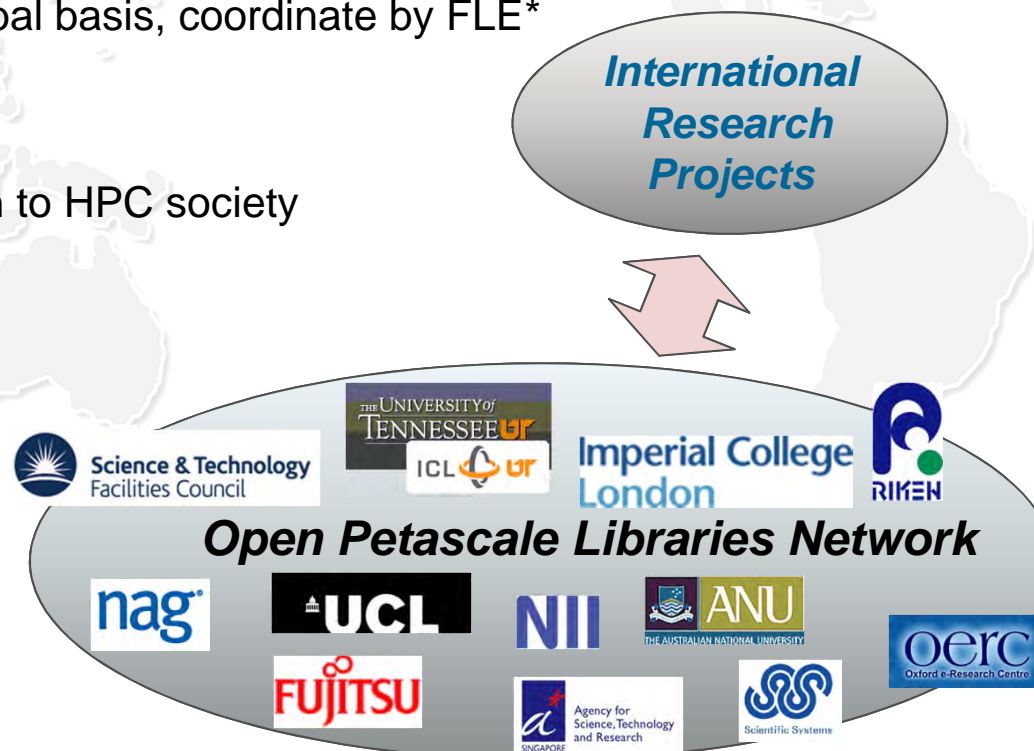 bal basis, coordinate by FLE*
International
Research
Projects
n to HPC society
THE UNIVERSITY of
TENNESSEE UT
ICL UT
Science & Technology
Facilities Council
Imperial College
London
RIKEN
Open Petascale Libraries Network
nag
UCL
NII
ANU
THE AUSTRALIAN NATIONAL UNIVERSITY
oerc
Oxford e-Research Centre
FUJITSU
Agency for
Science, Technology
and Research
SINGAPORE
Scientific Systems